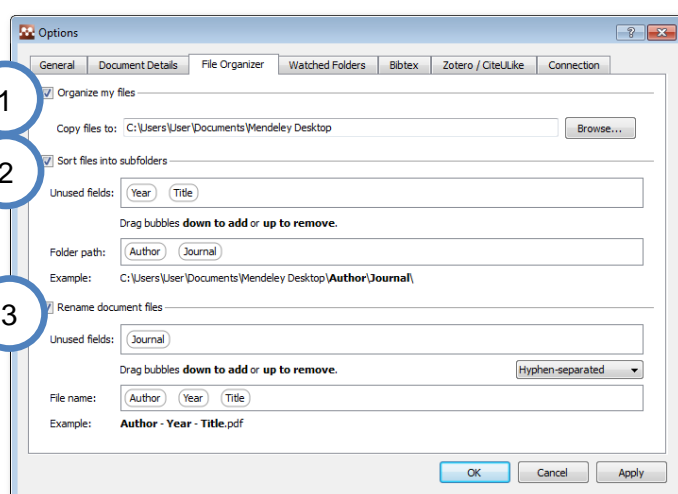 Options
General Document Details File Organizer Watched Folders Bibtex Zotero / CiteULike Connection
1
Organize my files
Copy files to: C:\Users\User\Documents\Mendeley Desktop Browse...
2
Sort files into subfolders
Unused fields: Year Title
Drag bubbles down to add or up to remove.
Folder path: Author Journal
Example: C:\Users\User\Documents\Mendeley Desktop\Author\Journal\
3
Rename document files
Unused fields: Journal
Drag bubbles down to add or up to remove. Hyphen-separated
File name: Author Year Title
Example: Author - Year - Title.pdf
OK Cancel Apply